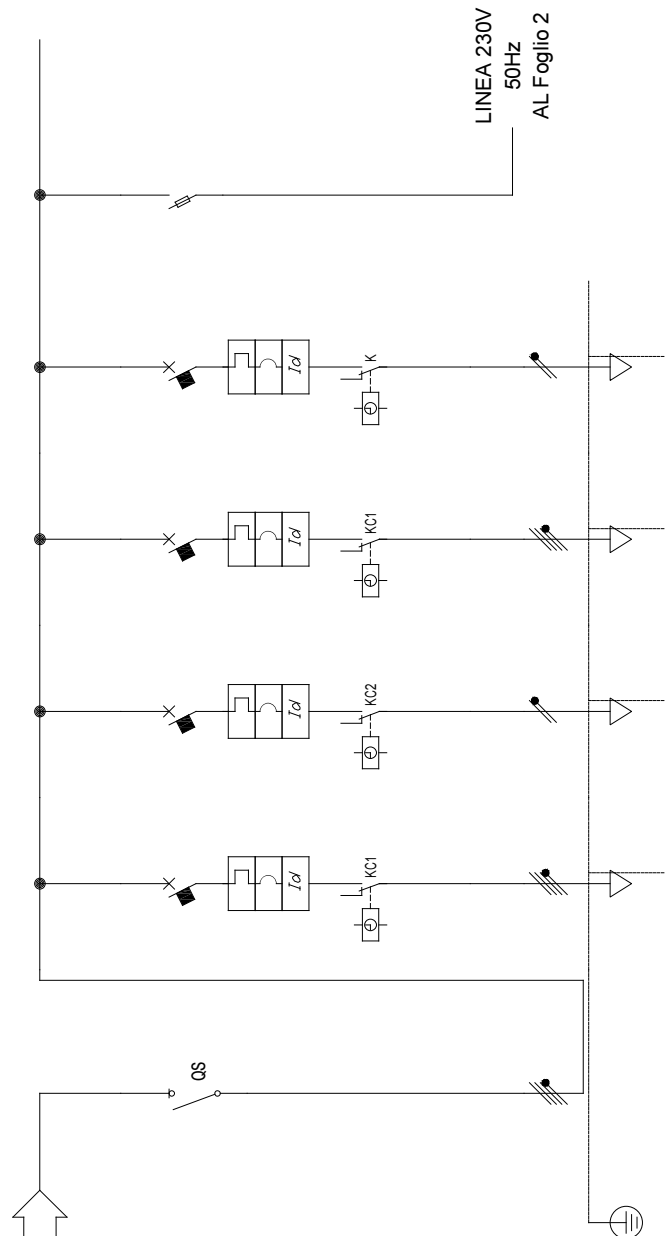 LINEA 230V
50Hz
AL Foglio 2
Id
K
Id
KC1
Id
KC2
Id
KC1
QS